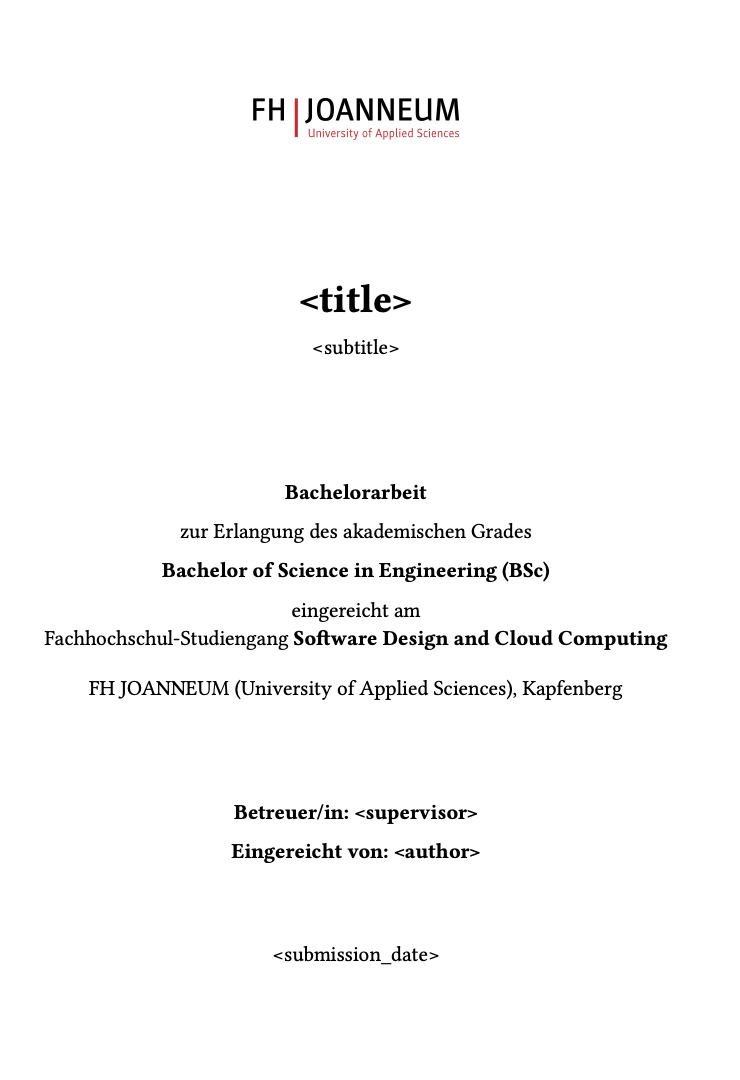 FH | JOANNEUM
University of Applied Sciences
<title>
<subtitle>
Bachelorarbeit
zur Erlangung des akademischen Grades
Bachelor of Science in Engineering (BSc)
eingereicht am
Fachhochschul-Studiengang Software Design and Cloud Computing
FH JOANNEUM (University of Applied Sciences), Kapfenberg
Betreuer/in: <supervisor>
Eingereicht von: <author>
<submission_date>